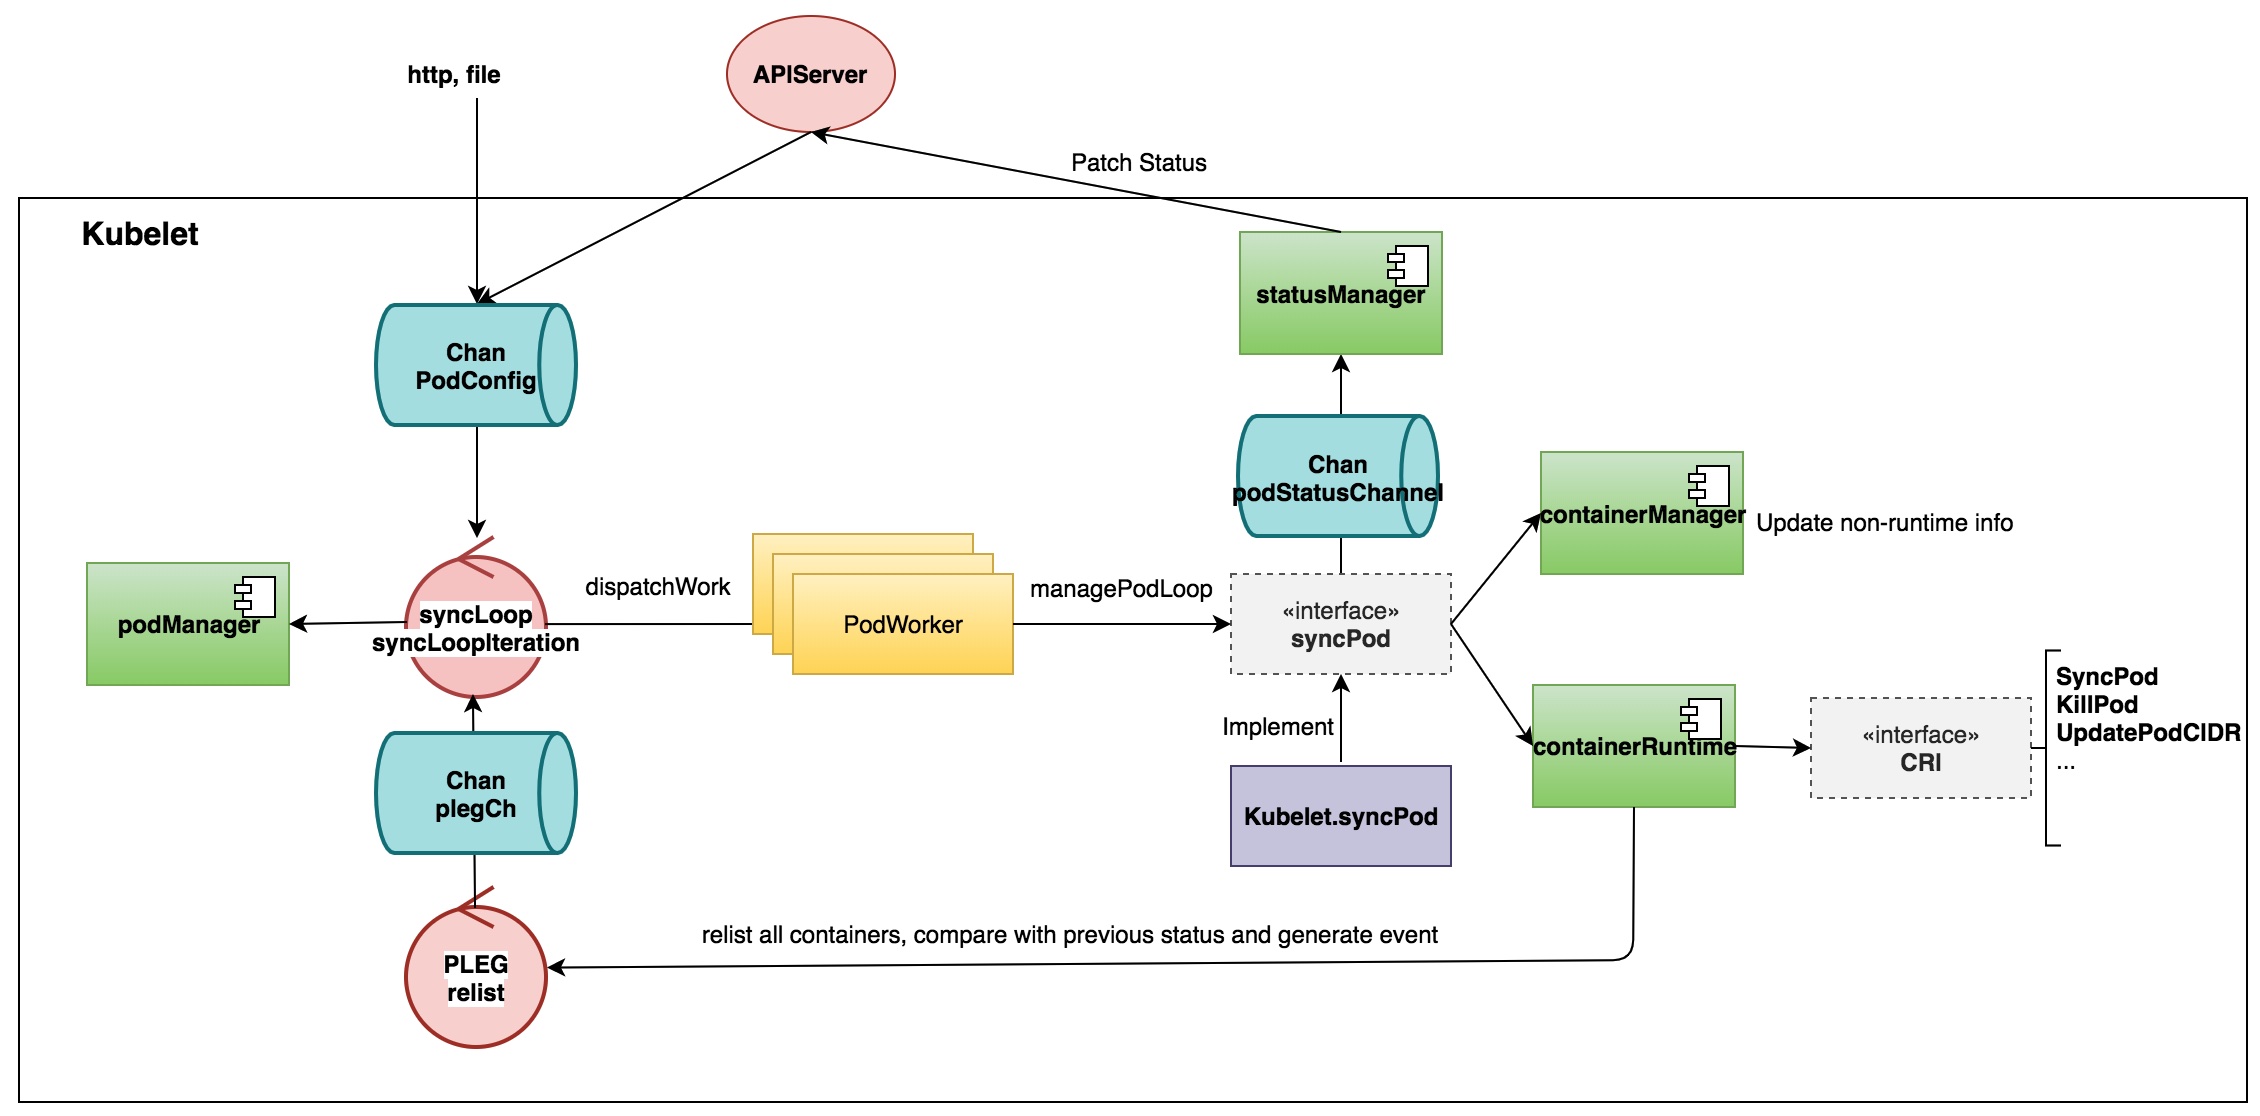 http, file
APIServer
Patch Status
Kubelet
statusManager
Chan
PodConfig
Chan
podStatusChannel
containerManager
Update non-runtime info
dispatchWork
managePodLoop
podManager
syncLoop
syncLoopIteration
PodWorker
«interface»
syncPod
SyncPod
KillPod
UpdatePodCIDR
...
Implement
containerRuntime
«interface»
CRI
Chan
plegCh
Kubelet.syncPod
relist all containers, compare with previous status and generate event
PLEG
relist